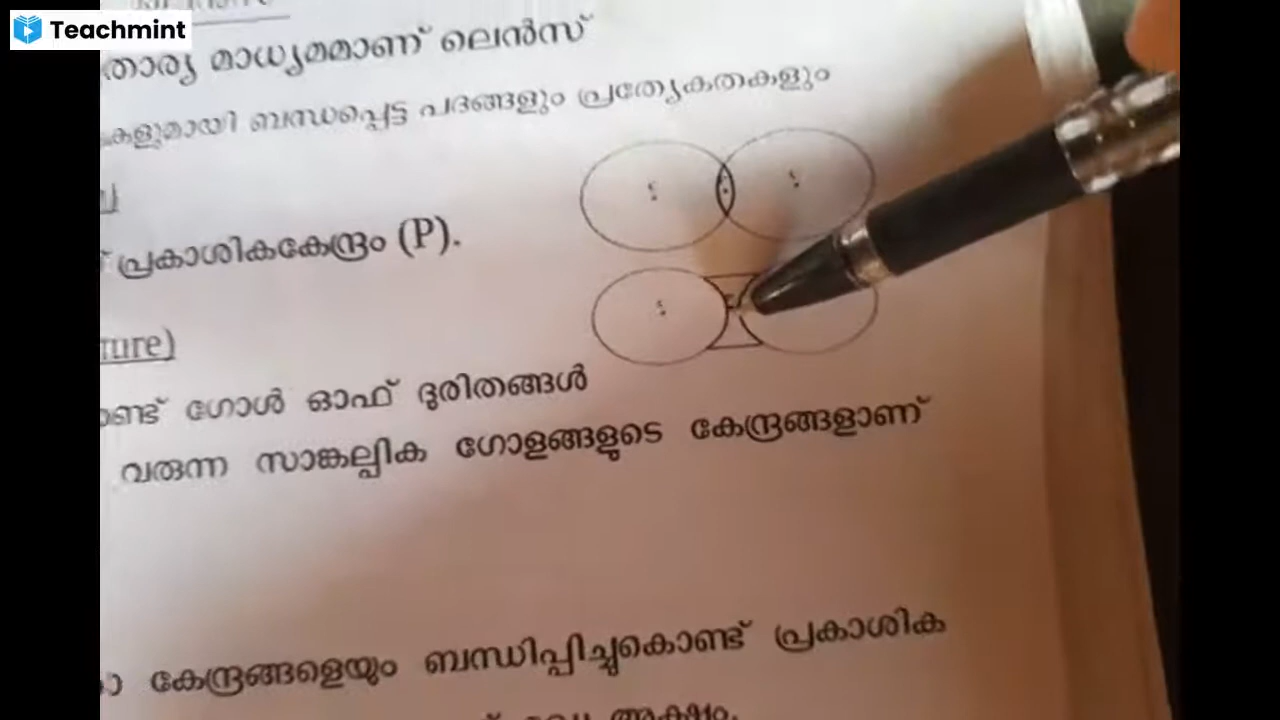 Teachmint
മാധ്യമമാണ് ലെൻസ്
ബന്ധപ്പെട്ട പദങ്ങളും പ്രത്യേകതകളും
പ്രകാശികകേന്ദ്രം (P).
ture)
ഗോൾ ഓഫ് ദുരിതങ്ങൾ
വരുന്ന സാങ്കല്പിക ഗോളങ്ങളുടെ കേന്ദ്രങ്ങളാണ്
കേന്ദ്രങ്ങളെയും ബന്ധിപ്പിച്ചുകൊണ്ട് പ്രകാശിക
അക്ഷം.